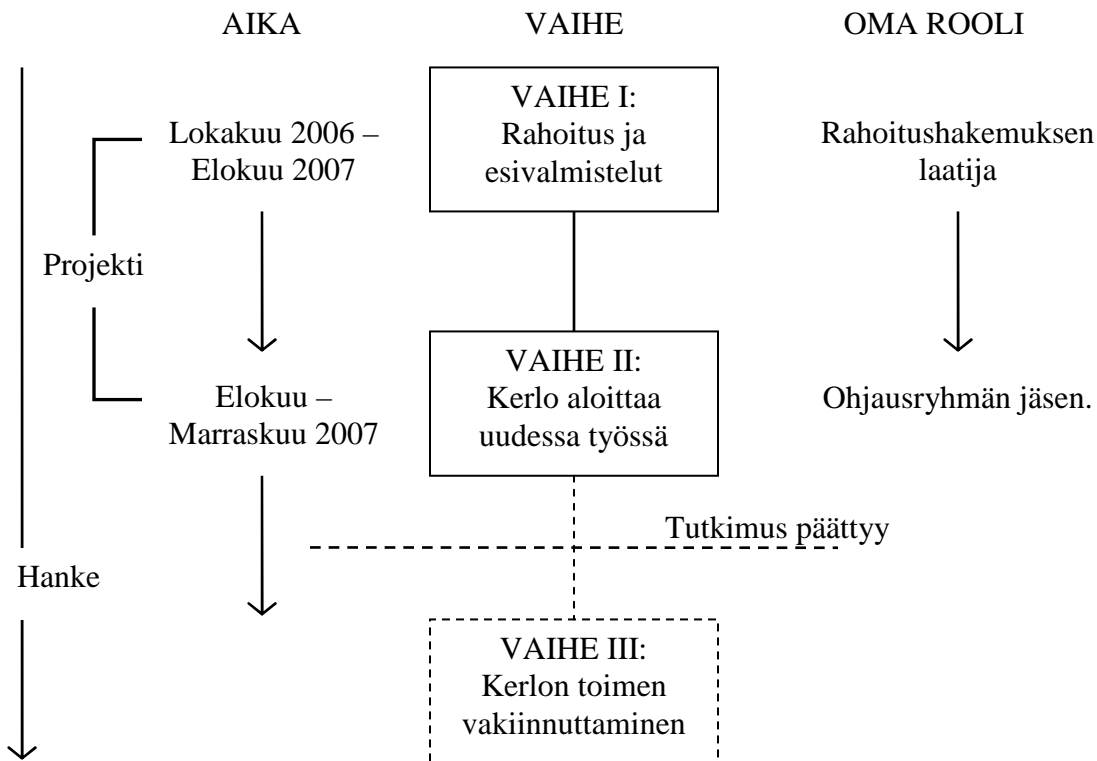 AIKA
VAIHE
OMA ROOLI
VAIHE I:
Rahoitus ja
esivalmistelut
Lokakuu 2006 –
Elokuu 2007
Rahoitushakemuksen
laatija
Projekti
VAIHE II:
Kerlo aloittaa
uudessa työssä
Elokuu –
Marraskuu 2007
Ohjausryhmän jäsen.
Tutkimus päättyy
Hanke
VAIHE III:
Kerlon toimen
vakiinnuttaminen